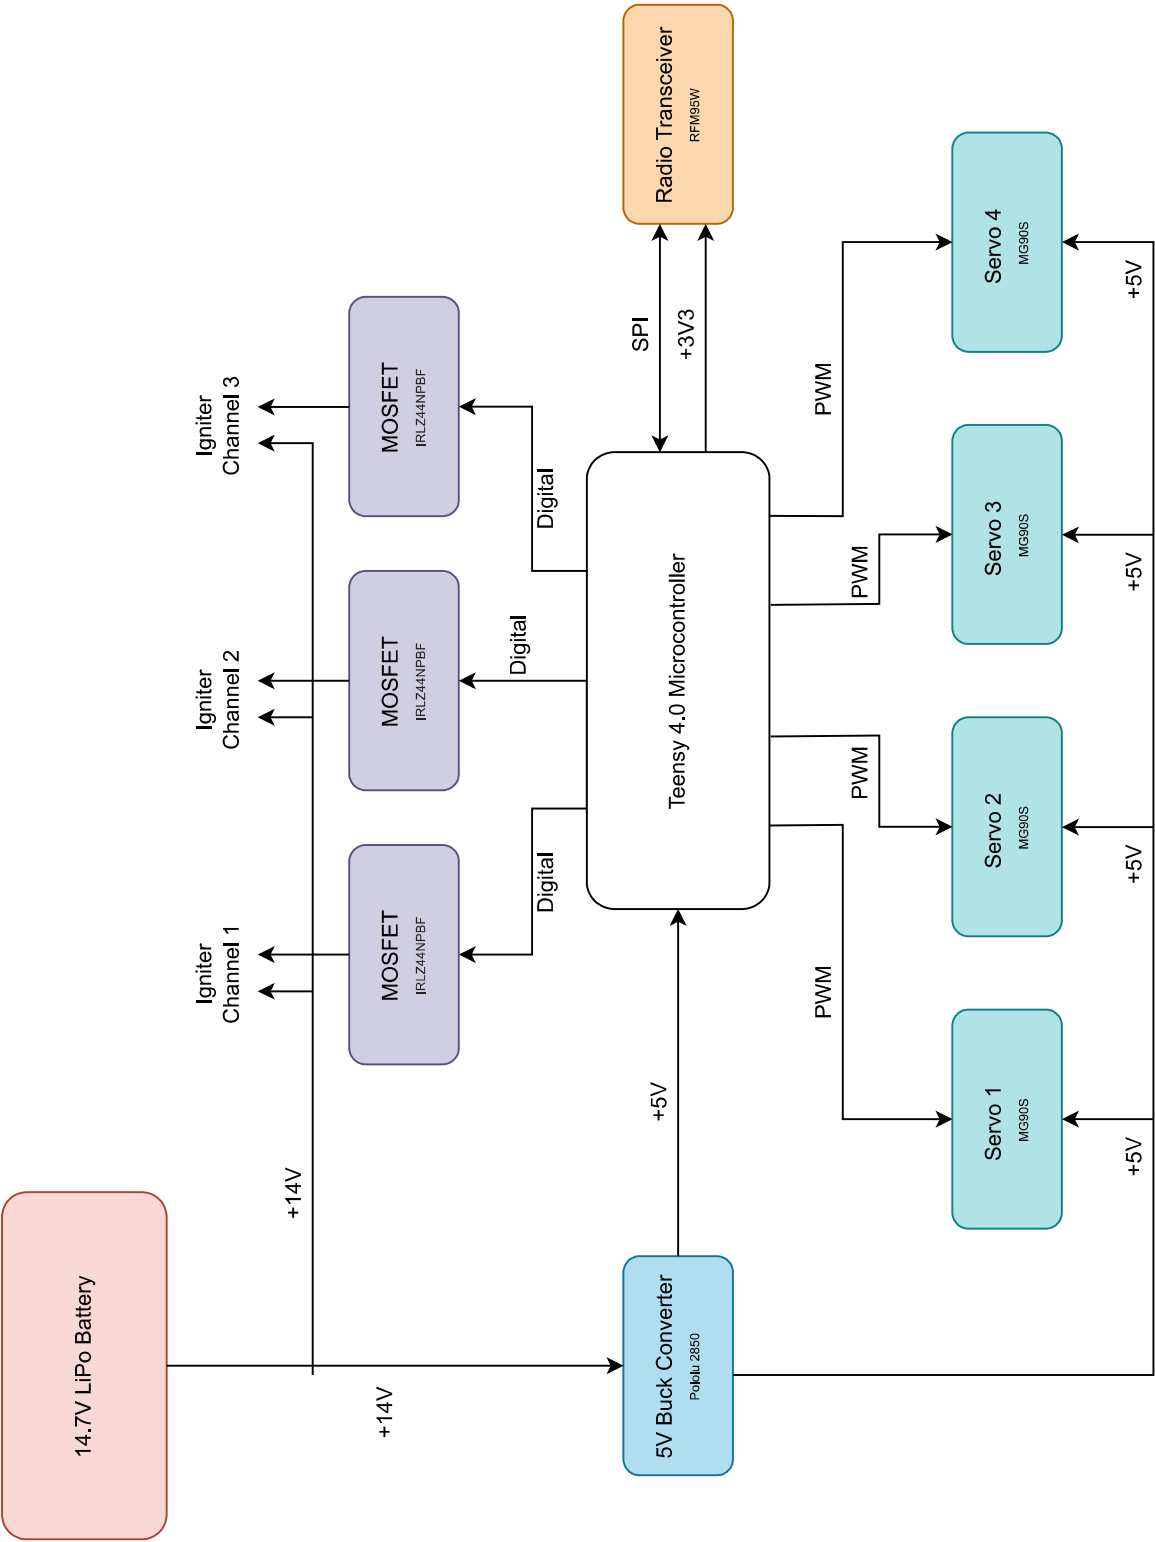 Igniter
Channel 1
Igniter
Channel 2
Igniter
Channel 3
14.7V LiPo Battery
+14V
+14V
MOSFET
IRLZ44NPBF
MOSFET
IRLZ44NPBF
MOSFET
IRLZ44NPBF
Digital
Digital
Digital
5V Buck Converter
Pololu 2850
+5V
Teensy 4.0 Microcontroller
SPI
+3V3
Radio Transceiver
RFM95W
PWM
PWM
PWM
PWM
Servo 1
MG90S
Servo 2
MG90S
Servo 3
MG90S
Servo 4
MG90S
+5V
+5V
+5V
+5V